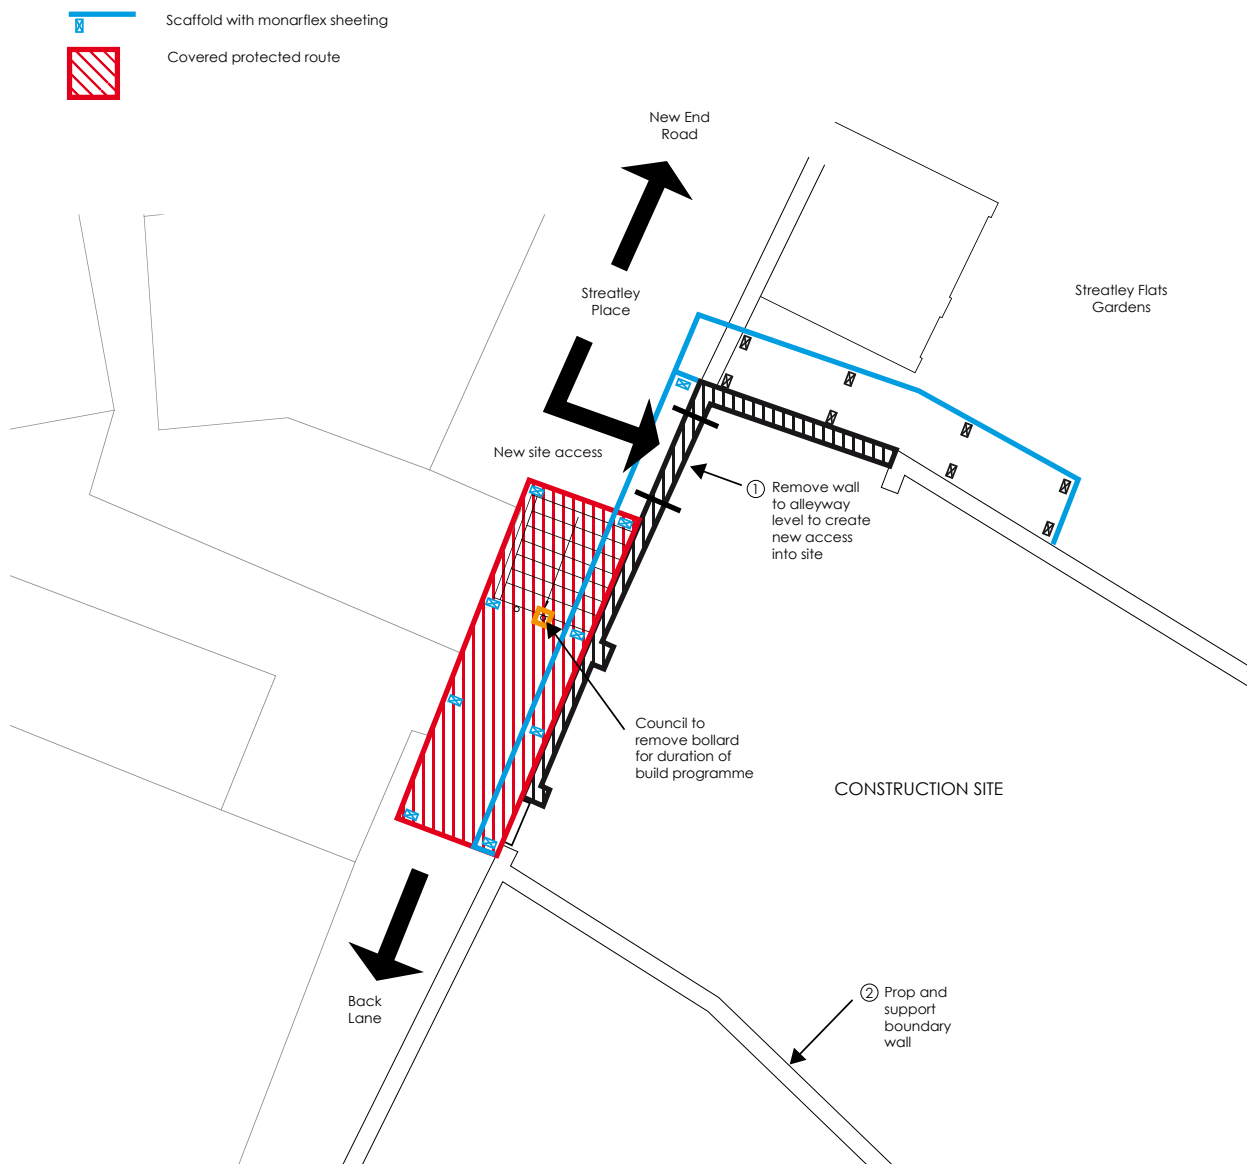 Scaffold with monarflex sheeting
Covered protected route
New End
Road
Streatley
Place
Streatley Flats
Gardens
New site access
1 Remove wall
to alleyway
level to create
new access
into site
Council to
remove bollard
for duration of
build programme
CONSTRUCTION SITE
Back
Lane
2 Prop and
support
boundary
wall